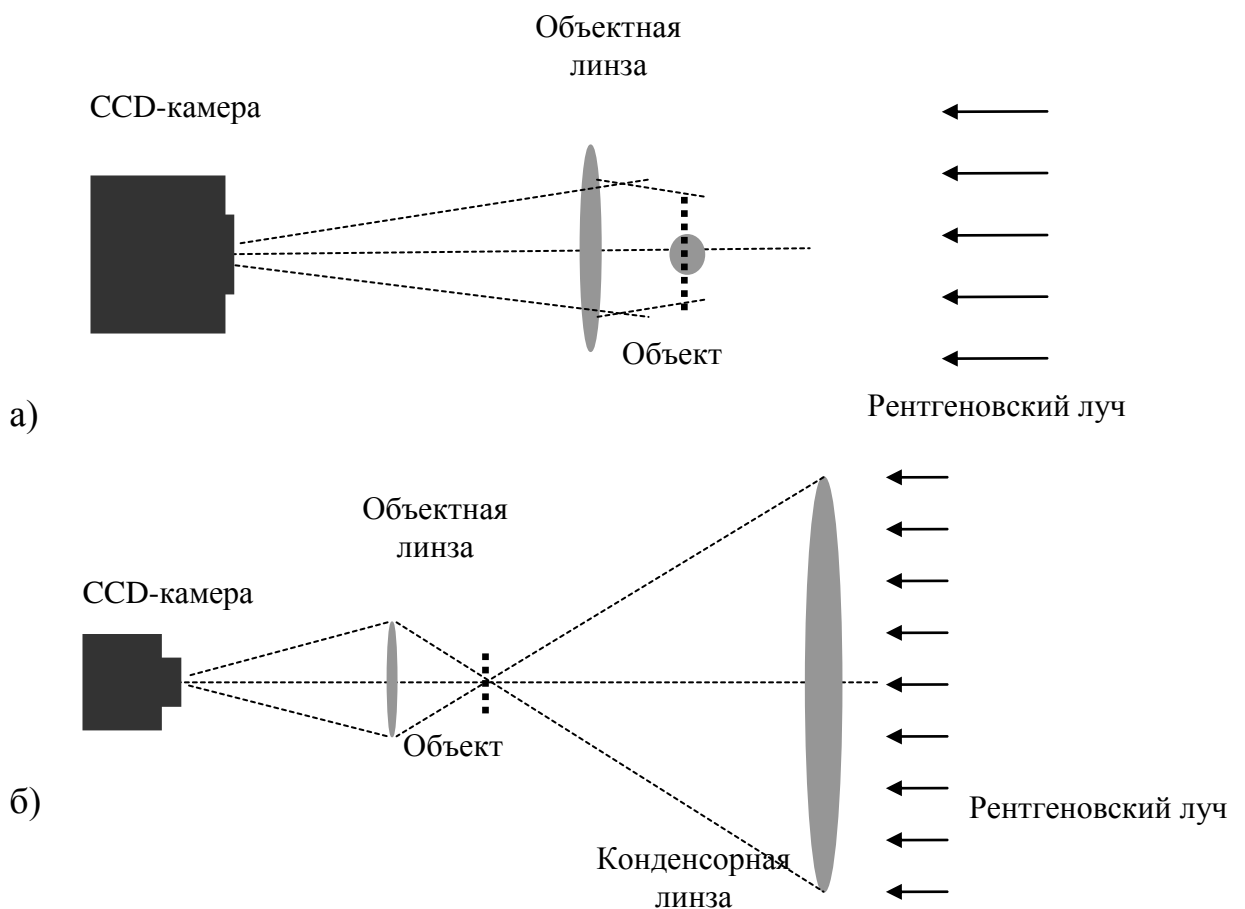 Объектная
линза
CCD-камера
Объект
Рентгеновский луч
а)
Объектная
линза
CCD-камера
Объект
б)
Рентгеновский луч
Конденсорная
линза